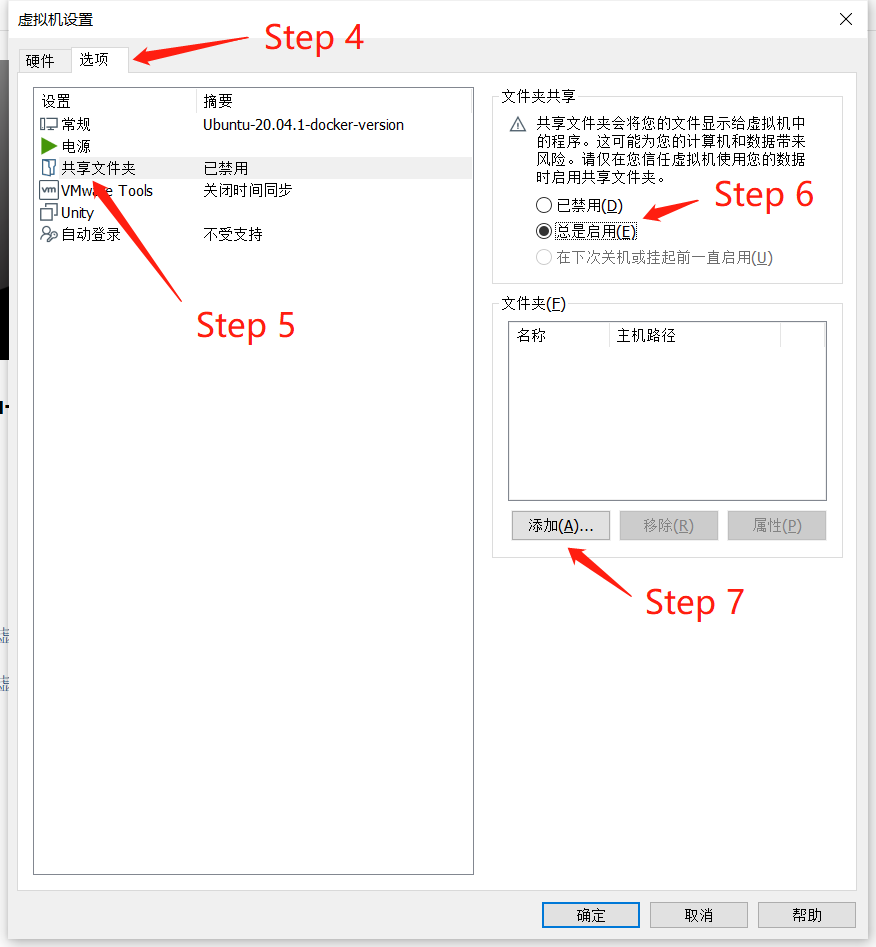 虚拟机设置
Step 4
硬件 选项
设置 摘要
常规 Ubuntu-20.04.1-docker-version
电源
共享文件夹 已禁用
VMware Tools 关闭时间同步
Unity
自动登录 不受支持
Step 5
文件夹共享
共享文件夹会将您的文件显示给虚拟机中
的程序。这可能为您的计算机和数据带来
风险。请仅在您信任虚拟机使用您的数据
时启用共享文件夹。
Step 6
已禁用(D)
总是启用(E)
在下次关机或挂起前一直启用(U)
文件夹(F)
名称 主机路径
添加(A)... 移除(R) 属性(P)
Step 7
确定 取消 帮助